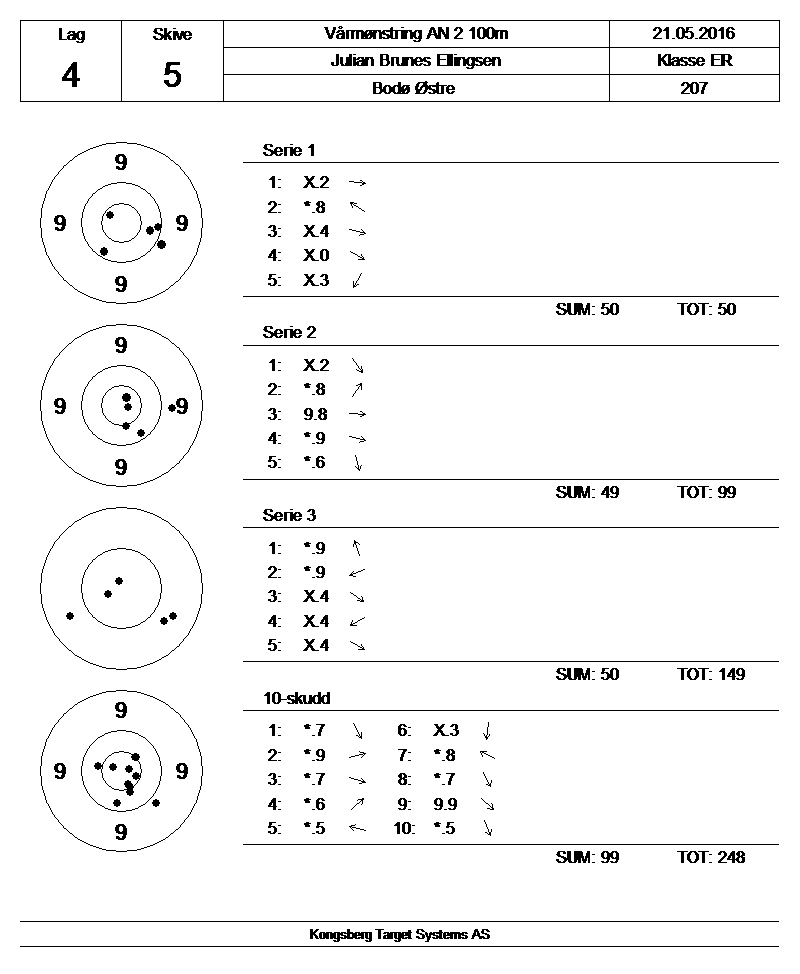 Lag Skive Vårmønstring AN 2 100m 21.05.2016
4 5 Julian Brunes Ellingsen Klasse ER
Bodø Østre 207
9
9 9
9
Serie 1
1: X.2
2: *.8
3: X.4
4: X.0
5: X.3
SUM: 50 TOT: 50
9
9 9
9
Serie 2
1: X.2
2: *.8
3: 9.8
4: *.9
5: *.6
SUM: 49 TOT: 99
Serie 3
1: *.9
2: *.9
3: X.4
4: X.4
5: X.4
SUM: 50 TOT: 149
9
9 9
9
10-skudd
1: *.7 6: X.3
2: *.9 7: *.8
3: *.7 8: *.7
4: *.6 9: 9.9
5: *.5 10: *.5
SUM: 99 TOT: 248
Kongsberg Target Systems AS